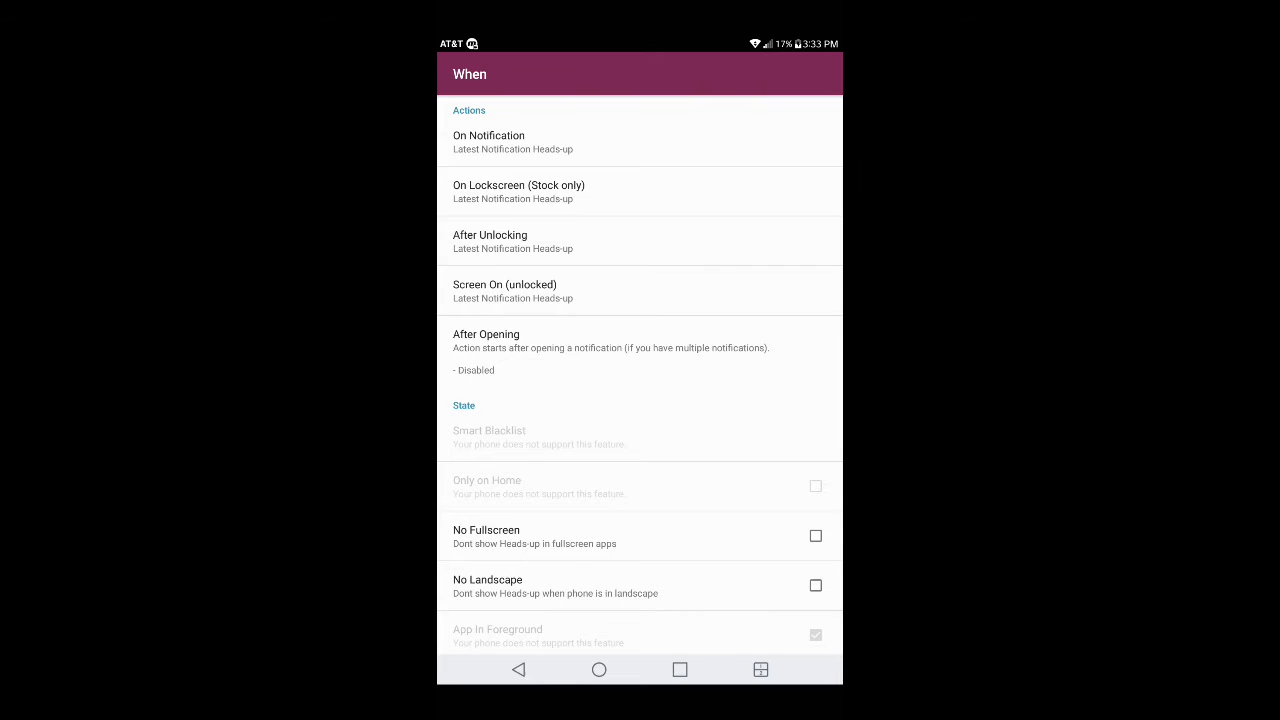 AT&T
17% 3:33 PM
When
Actions
On Notification
Latest Notification Heads-up
On Lockscreen (Stock only)
Latest Notification Heads-up
After Unlocking
Latest Notification Heads-up
Screen On (unlocked)
Latest Notification Heads-up
After Opening
Action starts after opening a notification (if you have multiple notifications).
- Disabled
State
Smart Blacklist
Your phone does not support this feature.
Only on Home
Your phone does not support this feature.
No Fullscreen
Dont show Heads-up in fullscreen apps
No Landscape
Dont show Heads-up when phone is in landscape
App In Foreground
Your phone does not support this feature